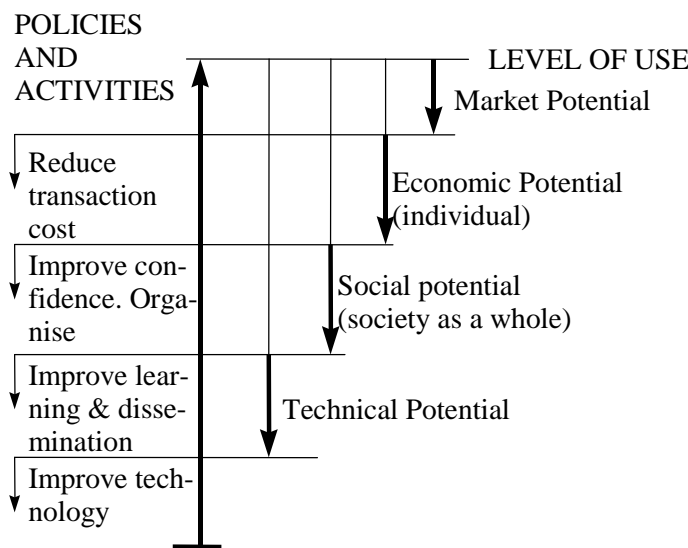 POLICIES
AND
ACTIVITIES
LEVEL OF USE
Market Potential
Reduce
transaction
cost
Economic Potential
(individual)
Improve con-
fidence. Orga-
nise
Social potential
(society as a whole)
Improve lear-
ning & disse-
mination
Technical Potential
Improve tech-
nology